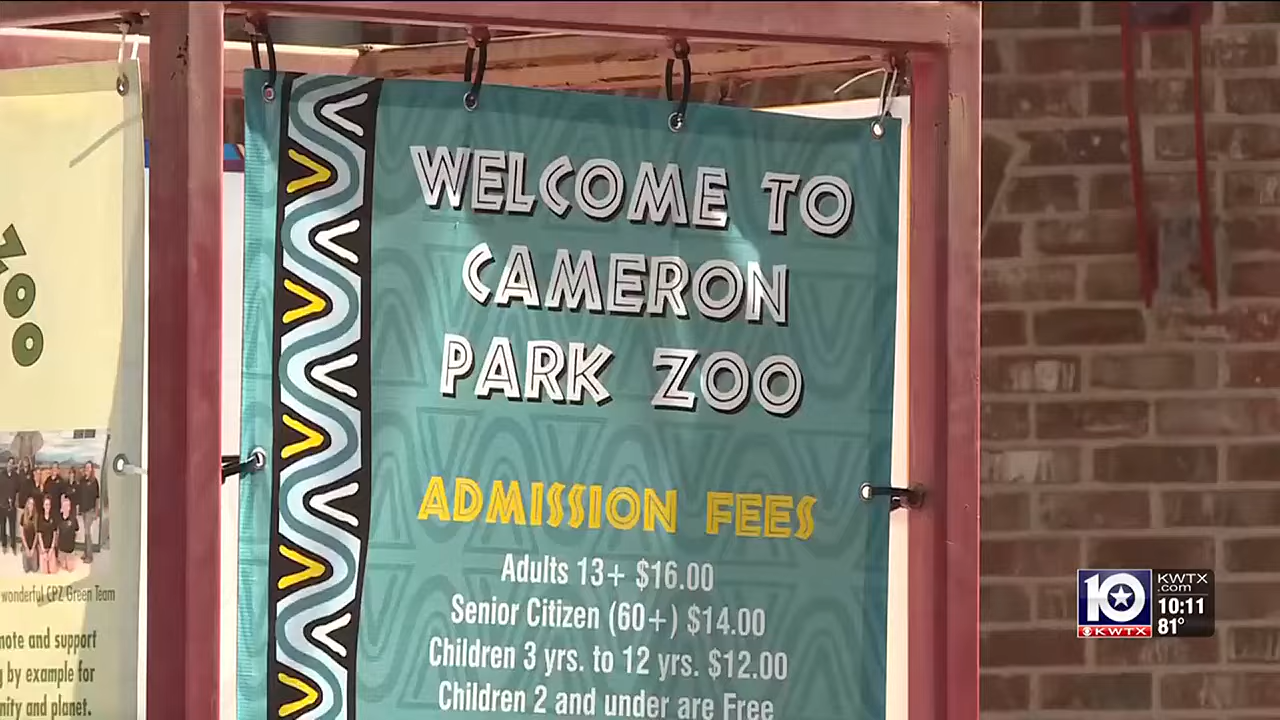 ZOO
wonderful CPZ Green Team
note and support
by example for
nity and planet.
WELCOME TO
CAMERON
PARK ZOO
ADMISSION FEES
Adults 13+ $16.00
Senior Citizen (60+) $14.00
Children 3 yrs. to 12 yrs. $12.00
Children 2 and under are Free
10
KWTX
KWTX
.com
10:11
81°